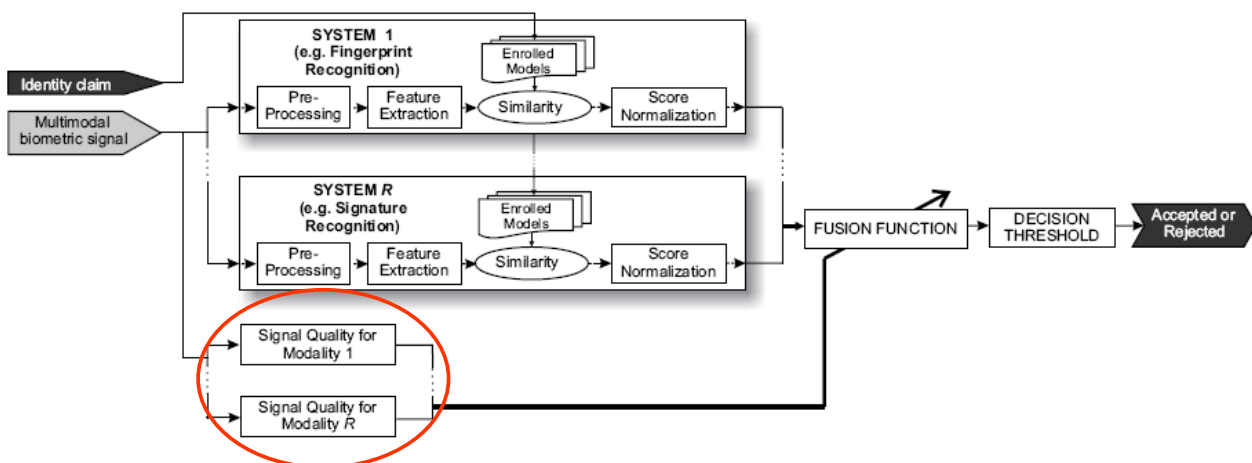 SYSTEM 1
(e.g. Fingerprint
Recognition)
Enrolled
Models
Identity claim
Pre-
Processing
Feature
Extraction
Similarity
Score
Normalization
Multimodal
biometric signal
SYSTEM R
(e.g. Signature
Recognition)
Enrolled
Models
Pre-
Processing
Feature
Extraction
Similarity
Score
Normalization
FUSION FUNCTION
DECISION
THRESHOLD
Accepted or
Rejected
Signal Quality for
Modality 1
Signal Quality for
Modality R